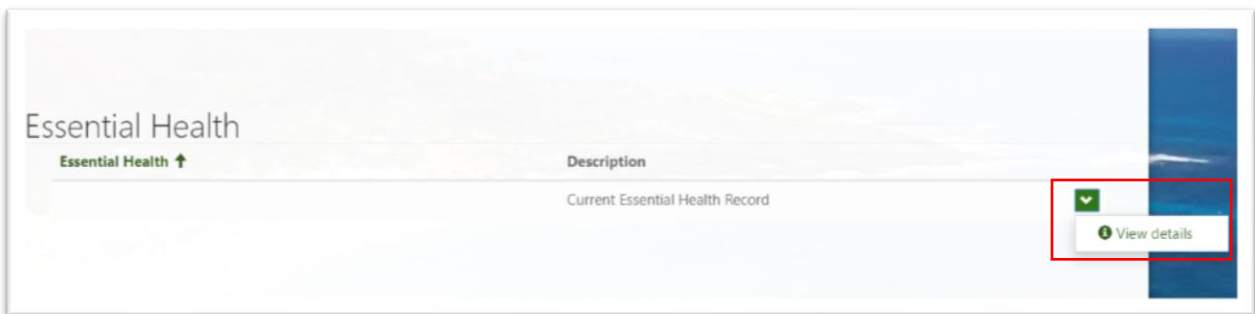 Essential Health
Essential Health ↑ Description
Current Essential Health Record
View details